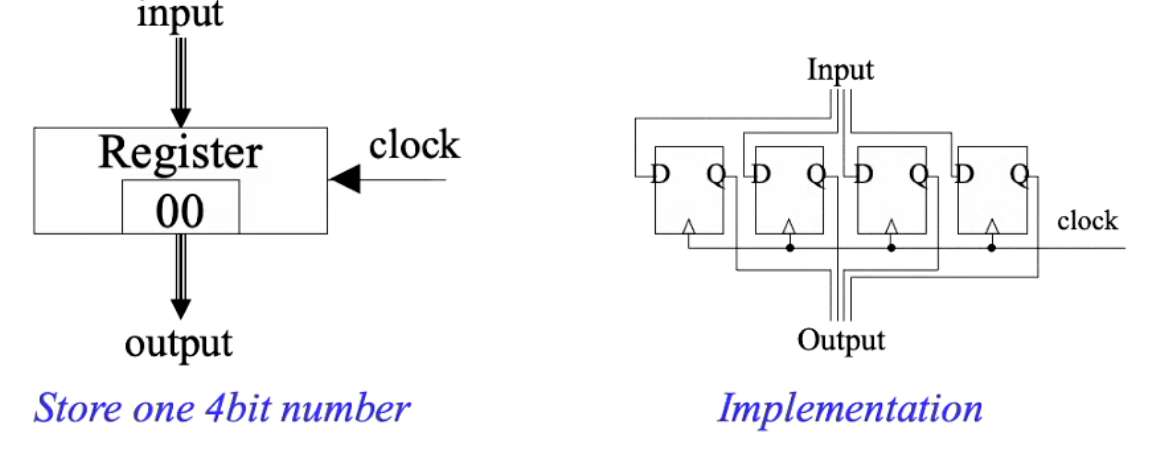 input
Register
00
clock
output
Store one 4bit number
Input
D Q D Q D Q D Q
clock
Output
Implementation